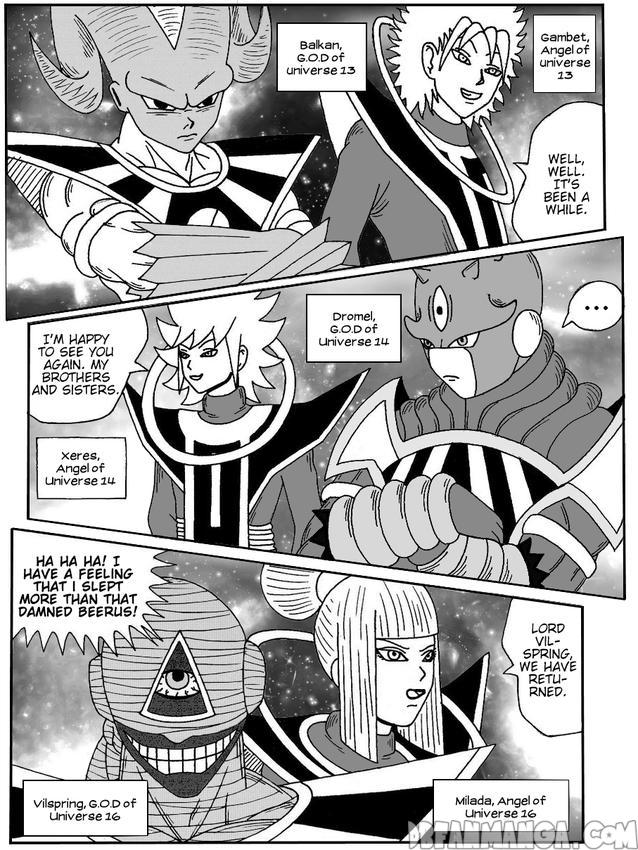 Balkan,
G.O.D of
universe 13
Gambet,
Angel of
universe
13
WELL,
WELL.
IT'S
BEEN A
WHILE.
I'M HAPPY
TO SEE YOU
AGAIN. MY
BROTHERS
AND SISTERS.
Xeres,
Angel of
Universe 14
Dromel,
G.O.D of
Universe 14
...
HA HA HA! I
HAVE A FEELING
THAT I SLEPT
MORE THAN THAT
DAMNED BEERUS!
LORD
VIL-
SPRING,
WE HAVE
RETU-
RNED.
Vilspring, G.O.D of
Universe 16
Milada, Angel of
Universe 16
DREAMMANGA.COM